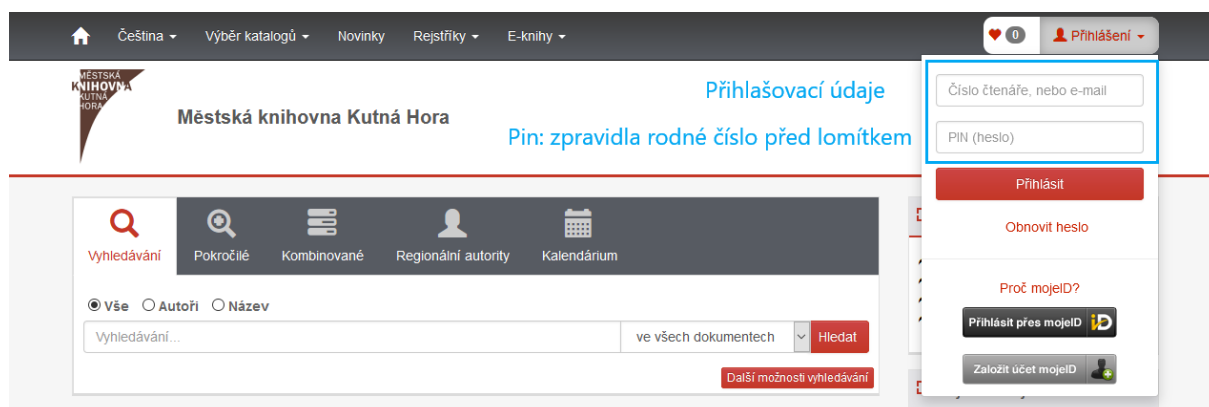 Čeština
Výběr katalogů
Novinky
Rejstříky
E-knihy
0
Přihlášení
MĚSTSKÁ
KNIHOVNA
KUTNÁ
HORA
Městská knihovna Kutná Hora
Přihlašovací údaje
Pin: zpravidla rodné číslo před lomítkem
Číslo čtenáře, nebo e-mail
PIN (heslo)
Přihlásit
Obnovit heslo
Proč mojeID?
Přihlásit přes mojeID
Založit účet mojeID
Vyhledávání
Pokročilé
Kombinované
Regionální autority
Kalendárium
Vše
Autoři
Název
Vyhledávání...
ve všech dokumentech
Hledat
Další možnosti vyhledávání